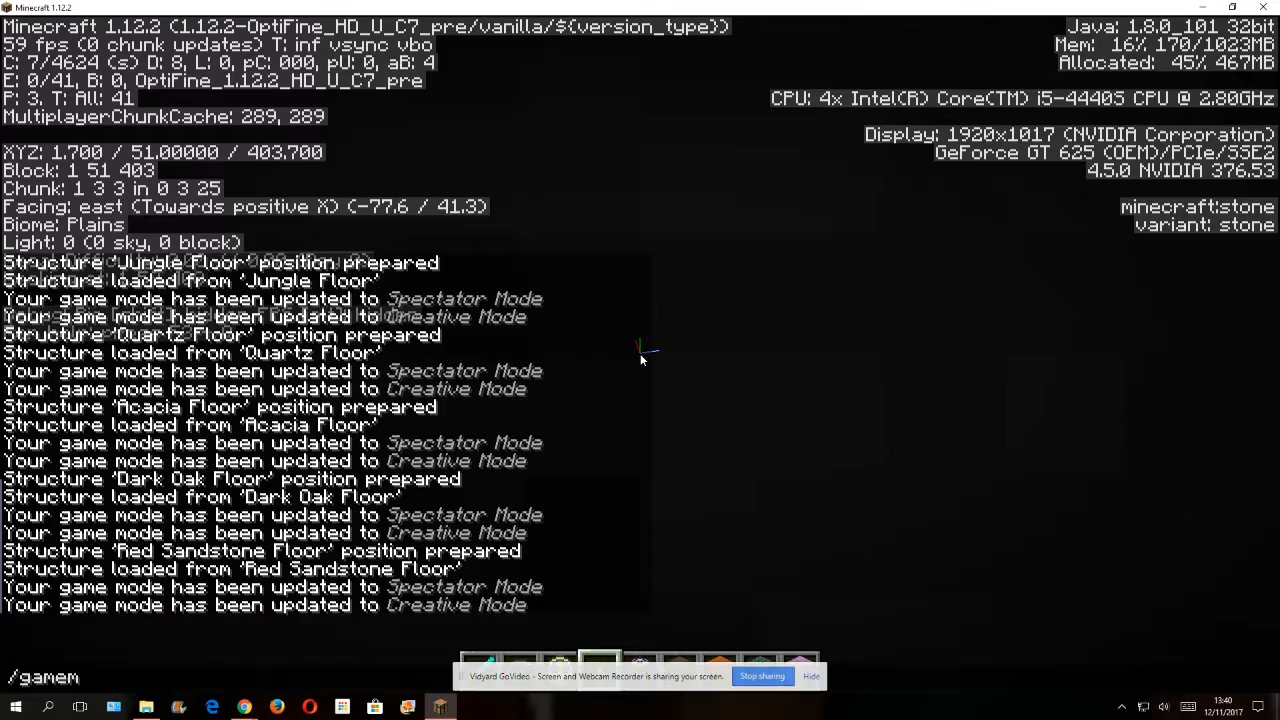 Minecraft 1.12.2
Minecraft 1.12.2 (1.12.2-OptiFine_HD_U_C7_pre/vanilla/${version_type})
59 fps (0 chunk updates) T: inf vsync vbo
C: 7/4624 (s) D: 8, L: 0, pC: 000, pU: 0, aB: 4
E: 0/41, B: 0, OptiFine_1.12.2_HD_U_C7_pre
P: 3. T: All: 41
MultiplayerChunkCache: 289, 289
XYZ: 1.700 / 51.00000 / 403.700
Block: 1 51 403
Chunk: 1 3 3 in 0 3 25
Facing: east (Towards positive X) (-77.6 / 41.3)
Biome: Plains
Light: 0 (0 sky, 0 block)
Java: 1.8.0_101 32bit
Mem: 16% 170/1023MB
Allocated: 45% 467MB
CPU: 4x Intel(R) Core(TM) i5-4440S CPU @ 2.80GHz
Display: 1920x1017 (NVIDIA Corporation)
GeForce GT 625 (OEM)/PCIe/SSE2
4.5.0 NVIDIA 376.53
minecraft:stone
variant: stone
Structure 'Jungle Floor' position prepared
Structure loaded from 'Jungle Floor'
Your game mode has been updated to Spectator Mode
Your game mode has been updated to Creative Mode
Structure 'Quartz Floor' position prepared
Structure loaded from 'Quartz Floor'
Your game mode has been updated to Spectator Mode
Your game mode has been updated to Creative Mode
Structure 'Acacia Floor' position prepared
Structure loaded from 'Acacia Floor'
Your game mode has been updated to Spectator Mode
Your game mode has been updated to Creative Mode
Structure 'Dark Oak Floor' position prepared
Structure loaded from 'Dark Oak Floor'
Your game mode has been updated to Spectator Mode
Your game mode has been updated to Creative Mode
Structure 'Red Sandstone Floor' position prepared
Structure loaded from 'Red Sandstone Floor'
Your game mode has been updated to Spectator Mode
Your game mode has been updated to Creative Mode
/gamem
Vidyard GoVideo - Screen and Webcam Recorder is sharing your screen. Stop sharing Hide
13:40
12/11/2017